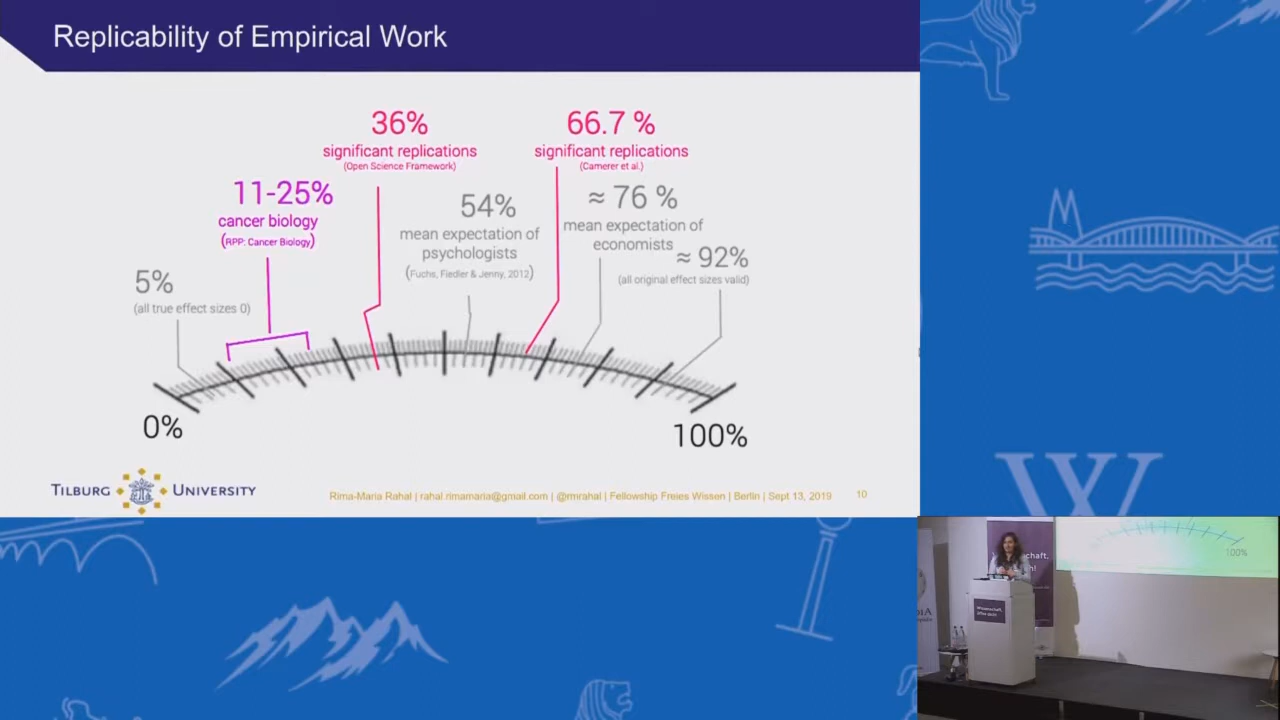 Replicability of Empirical Work
36%
significant replications
(Open Science Framework)
66.7 %
significant replications
(Camerer et al.)
11-25%
cancer biology
(RPP: Cancer Biology)
54%
mean expectation of
psychologists
(Fuchs, Fiedler & Jenny, 2012)
≈ 76 %
mean expectation of
economists
≈ 92%
(all original effect sizes valid)
5%
(all true effect sizes 0)
0%
100%
TILBURG UNIVERSITY
Rima-Maria Rahal | rahal.rimamaria@gmail.com | @rmrahal | Fellowship Freies Wissen | Berlin | Sept 13, 2019
10
W
100%
Wissenschaft,